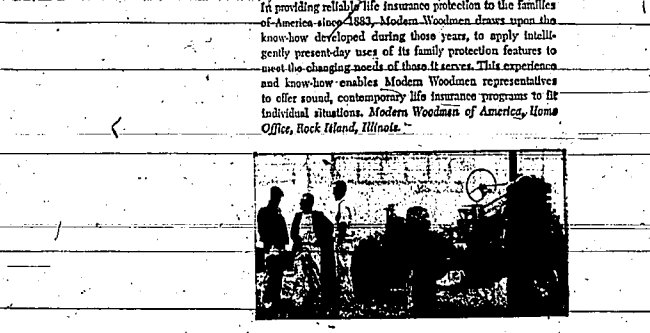 In providing reliable life insurance protection to the families
of America since 1883, Modern Woodmen draws upon the
know-how developed during those years, to apply intelli-
gently present-day uses of its family protection features to
meet the changing needs of those it serves. This experience
and know-how enables Modern Woodmen representatives
to offer sound, contemporary life insurance programs to fit
individual situations. Modern Woodmen of America, Home
Office, Rock Island, Illinois.